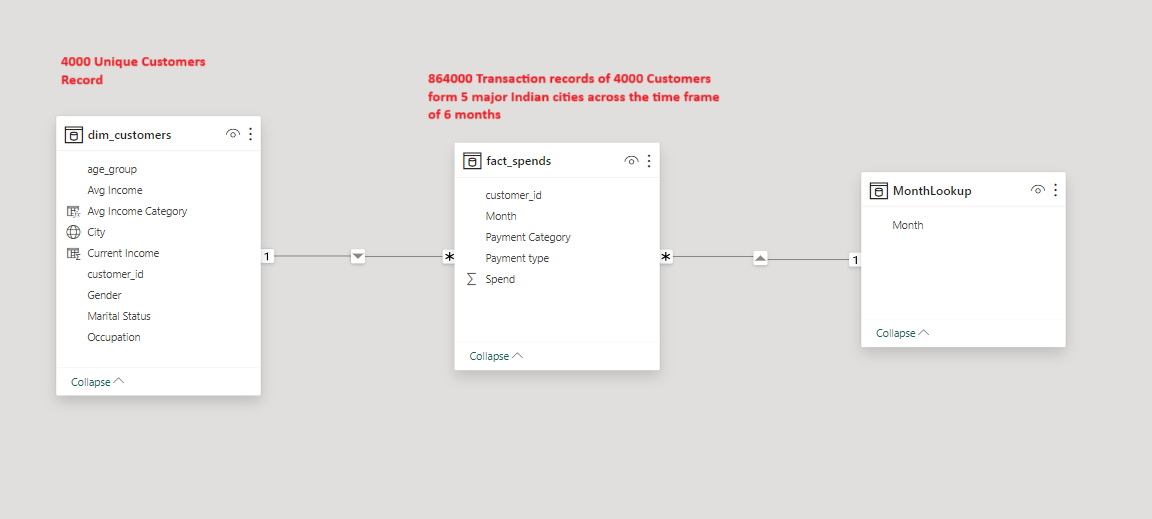 4000 Unique Customers
Record
864000 Transaction records of 4000 Customers
form 5 major Indian cities across the time frame
of 6 months
dim_customers
age_group
Avg Income
Avg Income Category
City
Current Income
customer_id
Gender
Marital Status
Occupation
Collapse
1
*
fact_spends
customer_id
Month
Payment Category
Payment type
Spend
Collapse
*
1
MonthLookup
Month
Collapse